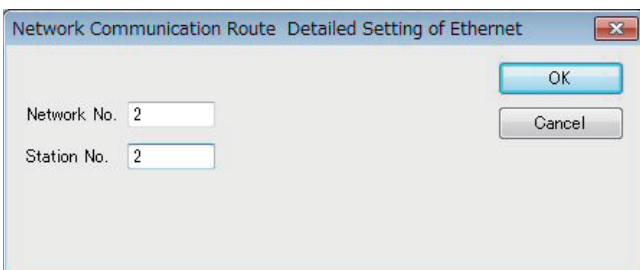 Network Communication Route Detailed Setting of Ethernet
OK
Network No. 2
Cancel
Station No. 2